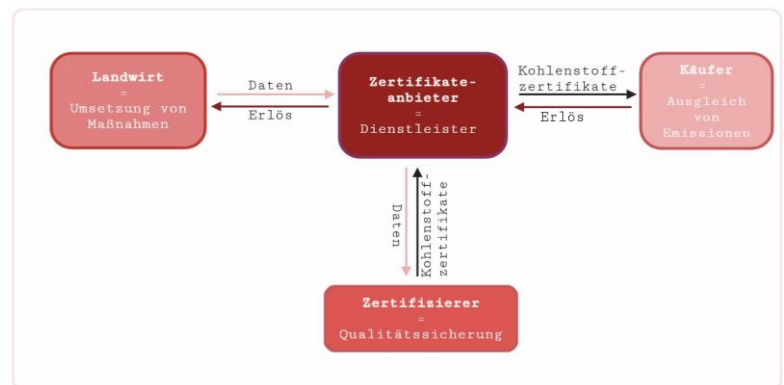 Landwirt
=
Umsetzung von
Maßnahmen
Daten
Erlös
Zertifikate-
anbieter
=
Dienstleister
Kohlenstoff-
zertifikate
Erlös
Käufer
=
Ausgleich
von
Emissionen
Daten
Kohlenstoff-
zertifikate
Zertifizierer
=
Qualitätssicherung